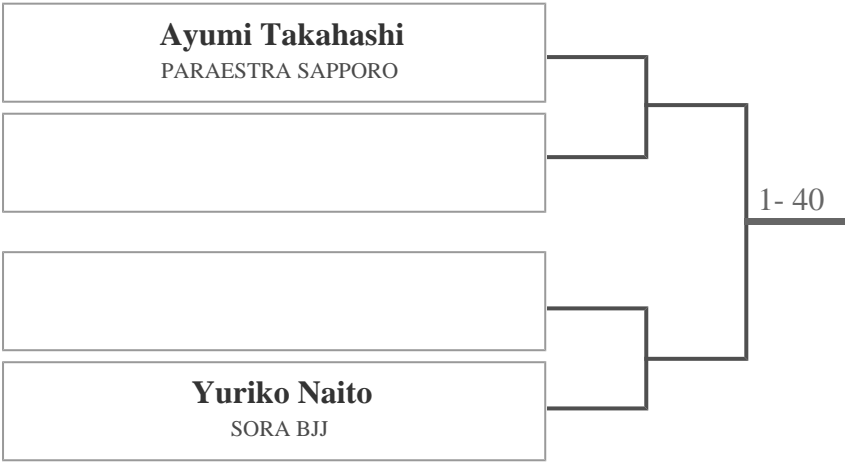 Ayumi Takahashi
PARAESTRA SAPPORO
1- 40
Yuriko Naito
SORA BJJ